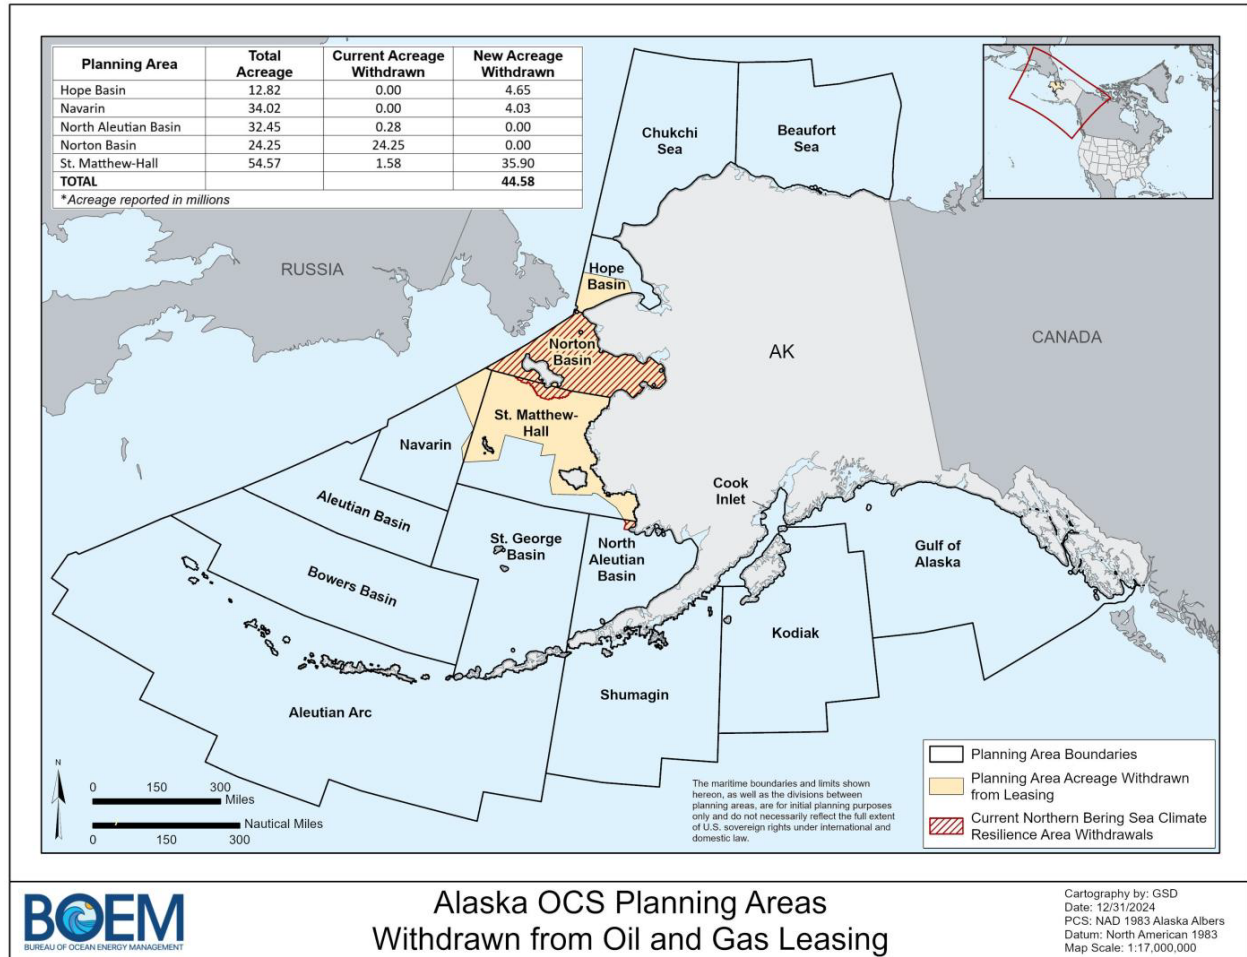 Planning Area Total Acreage Current Acreage Withdrawn New Acreage Withdrawn
Hope Basin 12.82 0.00 4.65
Navarin 34.02 0.00 4.03
North Aleutian Basin 32.45 0.28 0.00
Norton Basin 24.25 24.25 0.00
St. Matthew-Hall 54.57 1.58 35.90
TOTAL 44.58
*Acreage reported in millions
Chukchi
Sea
Beaufort
Sea
RUSSIA
Hope
Basin
CANADA
Norton
Basin
AK
St. Matthew-
Hall
Navarin
Cook
Inlet
Aleutian Basin
St. George
Basin
North
Aleutian
Basin
Gulf of
Alaska
Bowers Basin
Kodiak
Shumagin
Aleutian Arc
N
0 150 300
Miles
Nautical Miles
0 150 300
The maritime boundaries and limits shown
hereon, as well as the divisions between
planning areas, are for initial planning purposes
only and do not necessarily reflect the full extent
of U.S. sovereign rights under international and
domestic law.
Planning Area Boundaries
Planning Area Acreage Withdrawn
from Leasing
Current Northern Bering Sea Climate
Resilience Area Withdrawals
BOEM
BUREAU OF OCEAN ENERGY MANAGEMENT
Alaska OCS Planning Areas
Withdrawn from Oil and Gas Leasing
Cartography by: GSD
Date: 12/31/2024
PCS: NAD 1983 Alaska Albers
Datum: North American 1983
Map Scale: 1:17,000,000